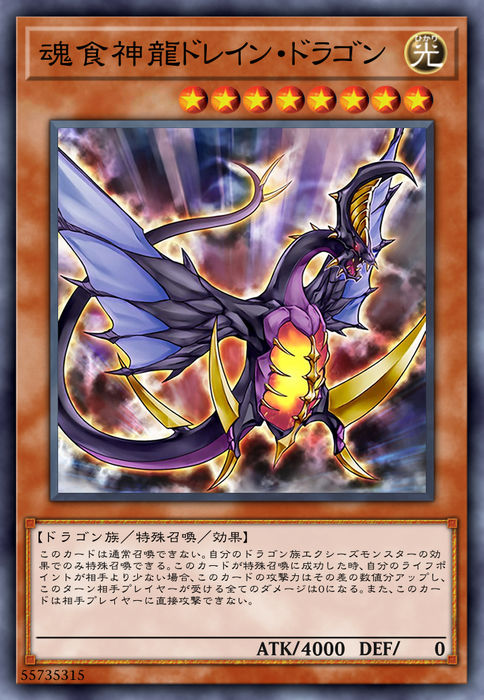 魂食神龍ドレイン・ドラゴン
ひかり
光
【ドラゴン族／特殊召喚／効果】
このカードは通常召喚できない。自分のドラゴン族エクシーズモンスターの効
果でのみ特殊召喚できる。このカードが特殊召喚に成功した時、自分のライフポ
イントが相手より少ない場合、このカードの攻撃力はその差の数値分アップし、
このターン相手プレイヤーが受ける全てのダメージは0になる。また、このカー
ドは相手プレイヤーに直接攻撃できない。
ATK/4000 DEF/ 0
55735315